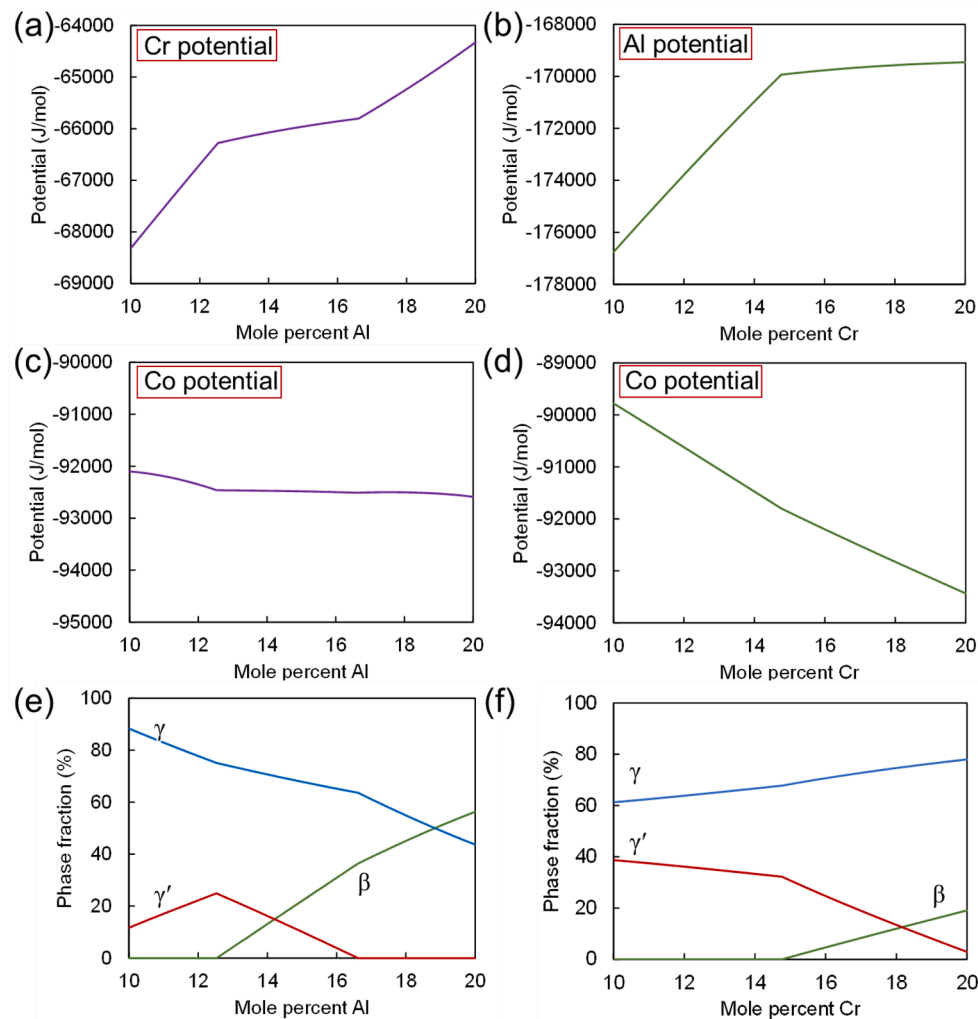 (a)
Cr potential
-64000
-65000
-66000
-67000
-68000
-69000
Potential (J/mol)
10 12 14 16 18 20
Mole percent Al
(b)
Al potential
-168000
-170000
-172000
-174000
-176000
-178000
Potential (J/mol)
10 12 14 16 18 20
Mole percent Cr
(c)
Co potential
-90000
-91000
-92000
-93000
-94000
-95000
Potential (J/mol)
10 12 14 16 18 20
Mole percent Al
(d)
Co potential
-89000
-90000
-91000
-92000
-93000
-94000
Potential (J/mol)
10 12 14 16 18 20
Mole percent Cr
(e)
100
80
60
40
20
0
Phase fraction (%)
γ
γ′
β
10 12 14 16 18 20
Mole percent Al
(f)
100
80
60
40
20
0
Phase fraction (%)
γ
γ′
β
10 12 14 16 18 20
Mole percent Cr